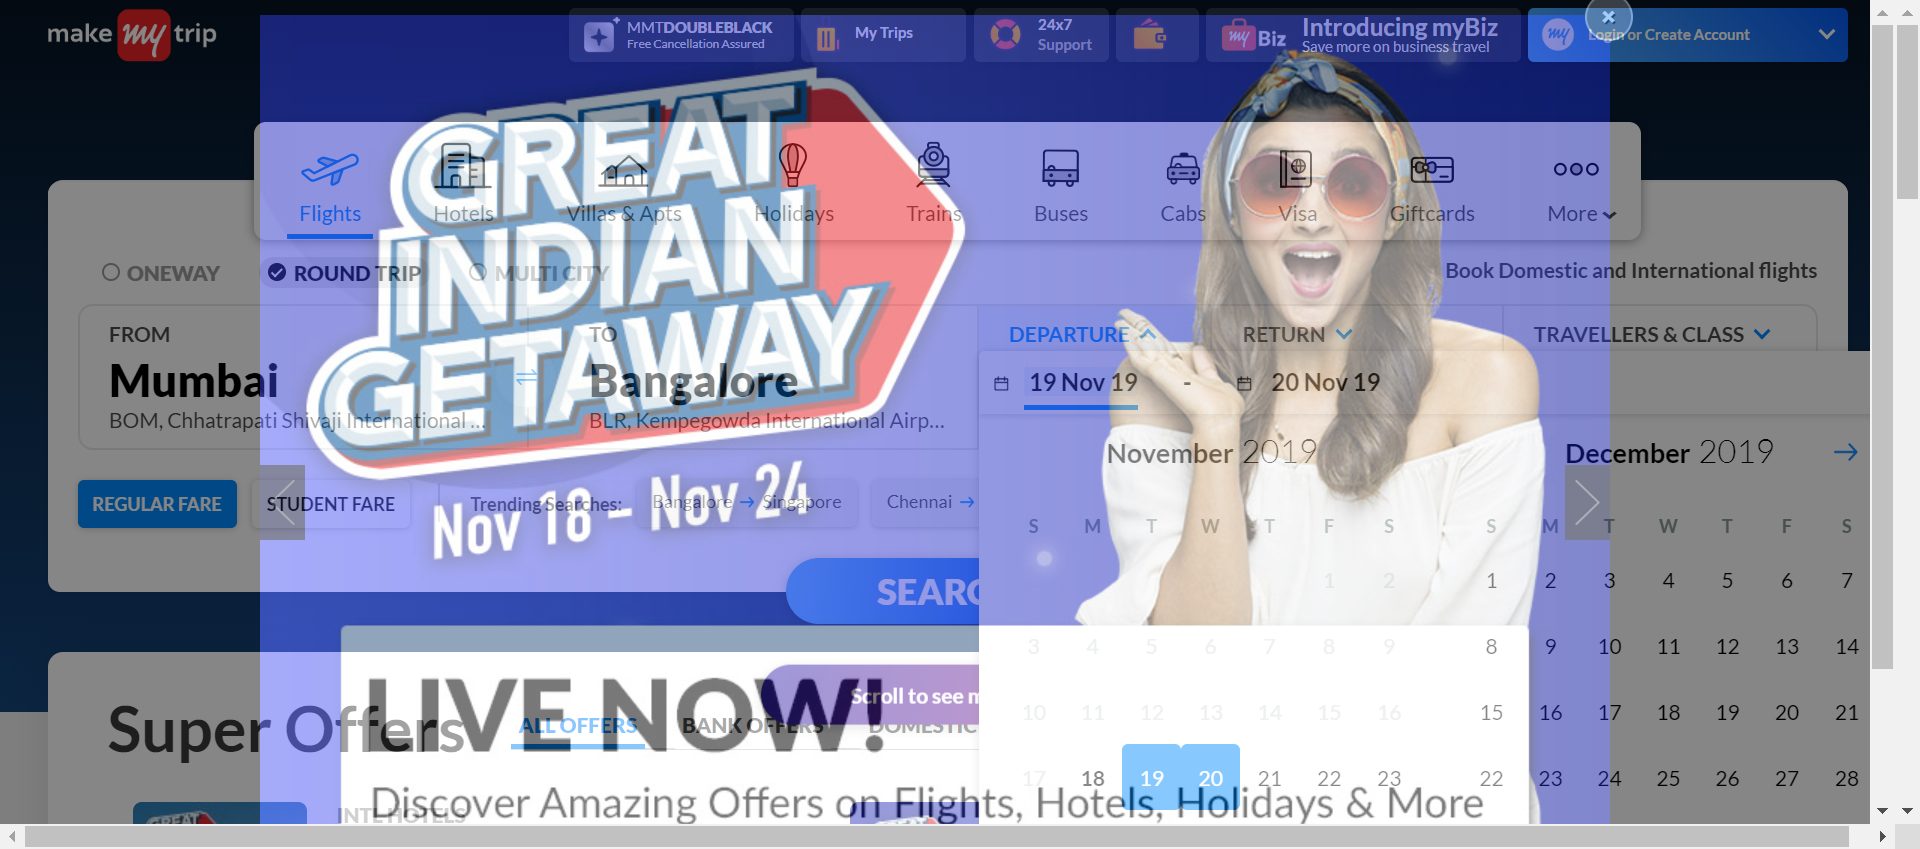 make my trip
MMTDOUBLEBLACK
Free Cancellation Assured
My Trips
24x7
Support
my Biz
Introducing myBiz
Save more on business travel
my
Login or Create Account
Flights
Hotels
Villas & Apts
Holidays
Trains
Buses
Cabs
Visa
Giftcards
More
GREAT
INDIAN
GETAWAY
Nov 18 – Nov 24
ONEWAY
ROUND TRIP
MULTI CITY
Book Domestic and International flights
FROM
Mumbai
BOM, Chhatrapati Shivaji International ...
TO
Bangalore
BLR, Kempegowda International Airp...
DEPARTURE
RETURN
TRAVELLERS & CLASS
19 Nov 19
-
20 Nov 19
November 2019
December 2019
S M T W T F S
1 2
3 4 5 6 7 8 9
10 11 12 13 14 15 16
17 18 19 20 21 22 23
S M T W T F S
1 2 3 4 5 6 7
8 9 10 11 12 13 14
15 16 17 18 19 20 21
22 23 24 25 26 27 28
REGULAR FARE
STUDENT FARE
Trending Searches:
Bangalore → Singapore
Chennai →
SEARC
Scroll to see m
LIVE NOW!
Discover Amazing Offers on Flights, Hotels, Holidays & More
Super Offers
ALL OFFERS
BANK OFFERS
DOMESTIC
GREAT
INTL HOTELS